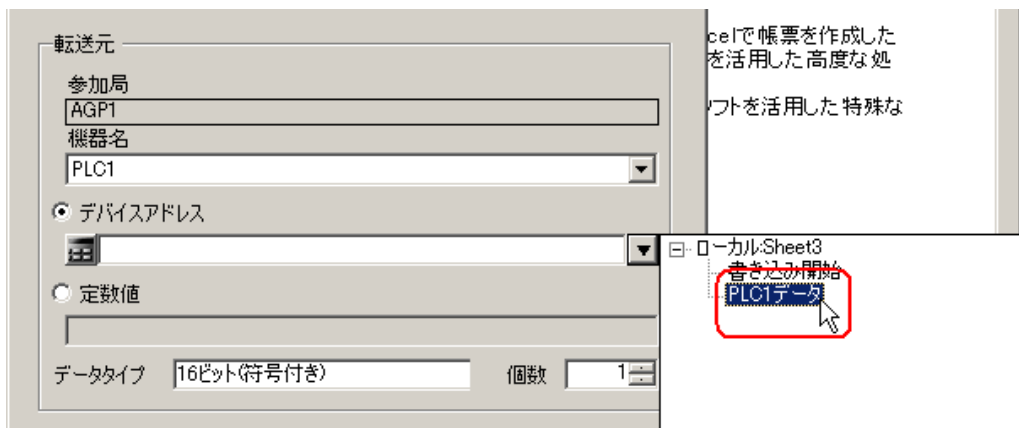 転送元
参加局
AGP1
機器名
PLC1
デバイスアドレス
定数値
データタイプ 16ビット(符号付き) 個数 1
celで帳票を作成した
を活用した高度な処
フトを活用した特殊な
ローカル:Sheet3
書き込み開始
PLC1データ